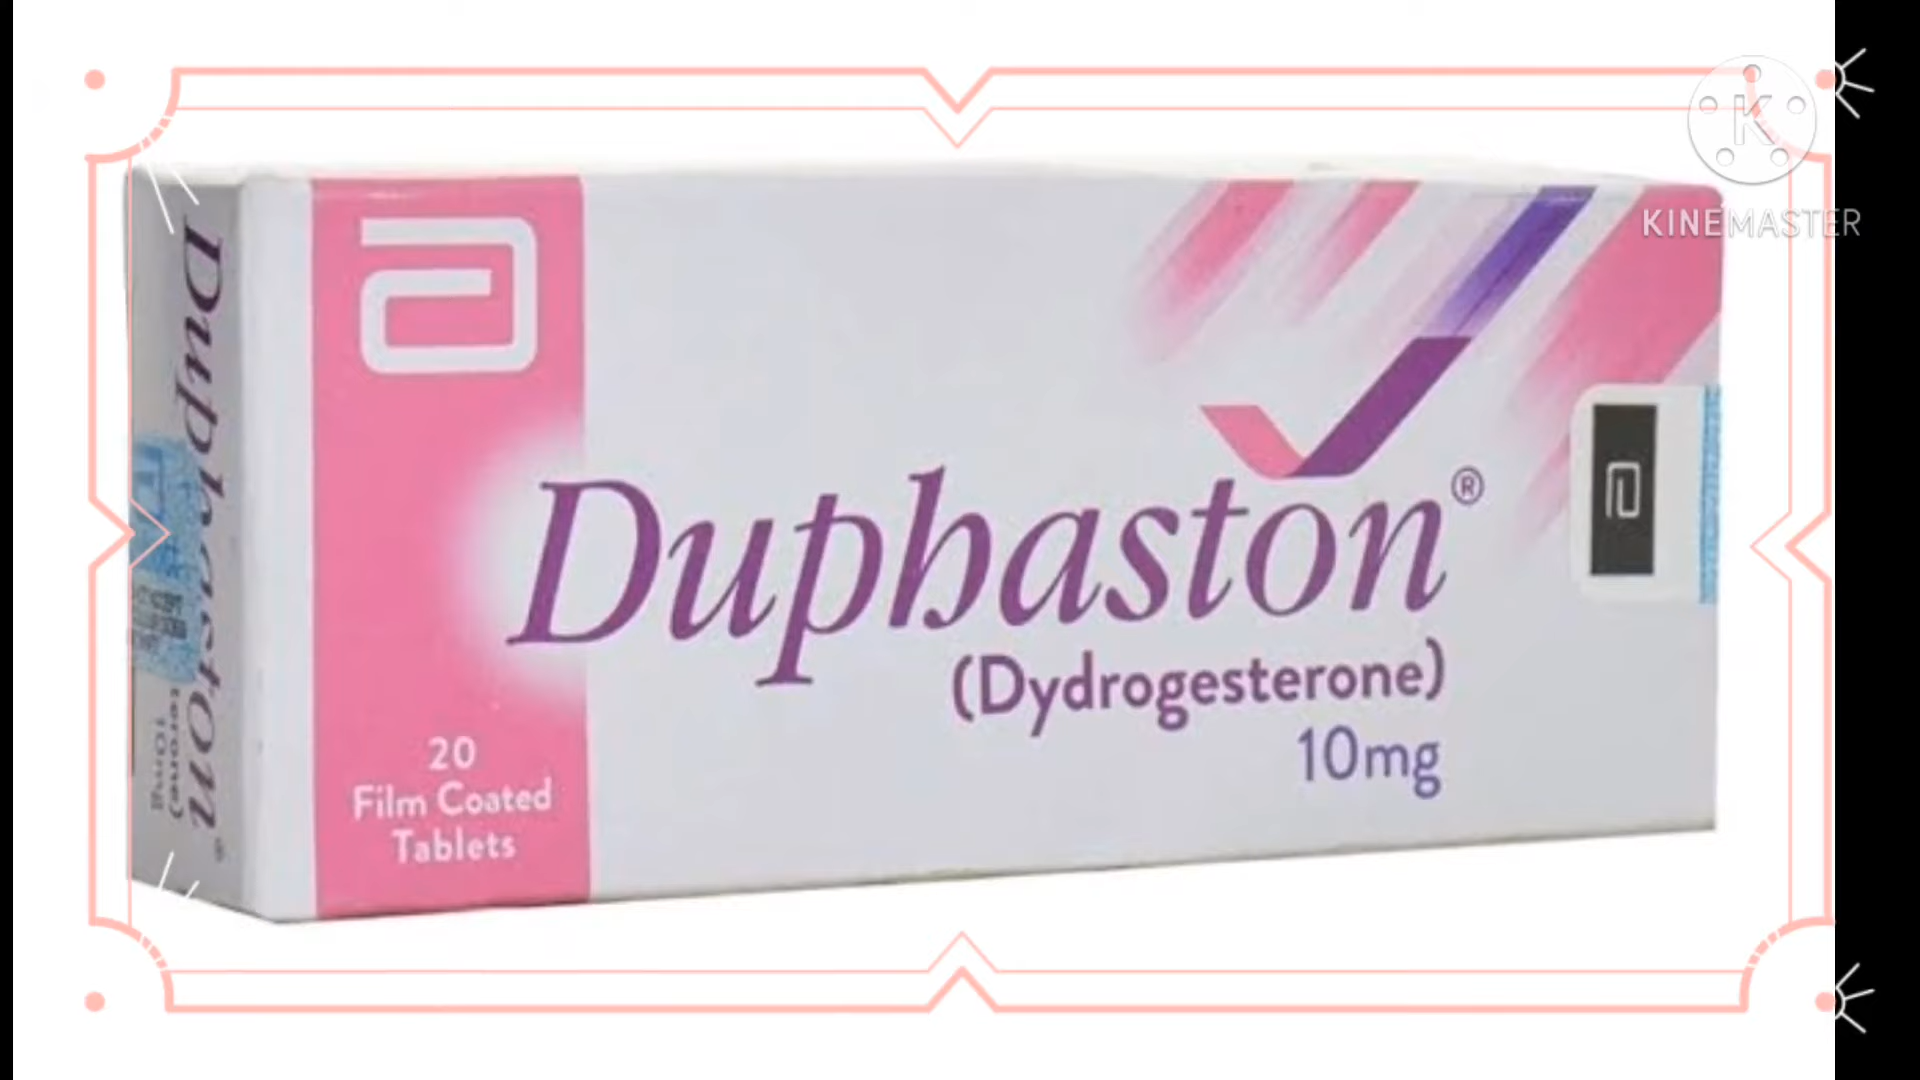 KINEMASTER
Duphaston®
(Dydrogesterone)
10mg
20
Film Coated
Tablets
Duphaston®